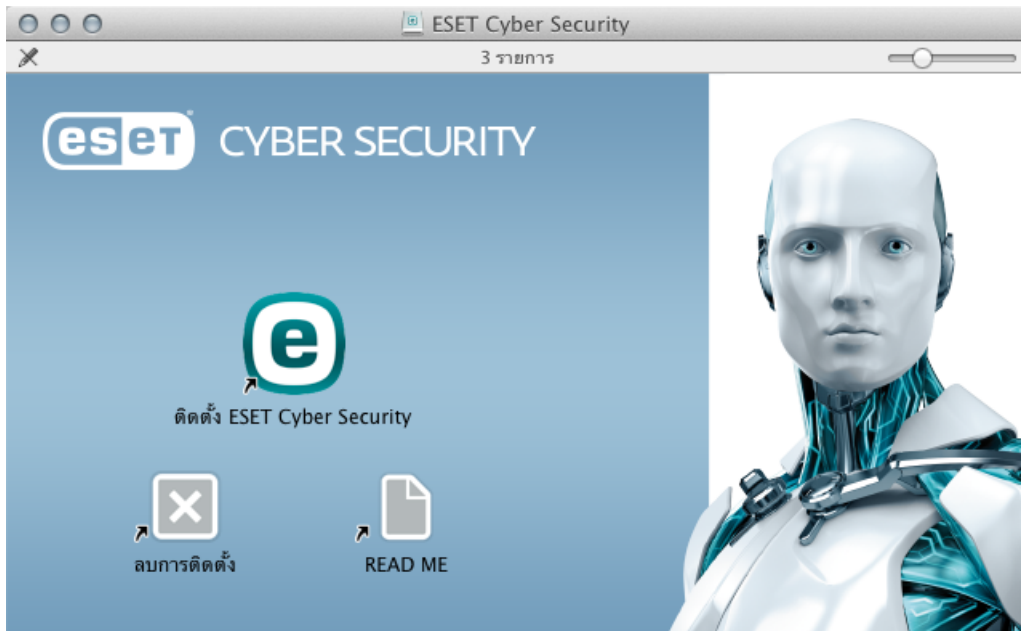 ESET Cyber Security
3 รายการ
eset® CYBER SECURITY
e
ติดตั้ง ESET Cyber Security
ลบการติดตั้ง
READ ME